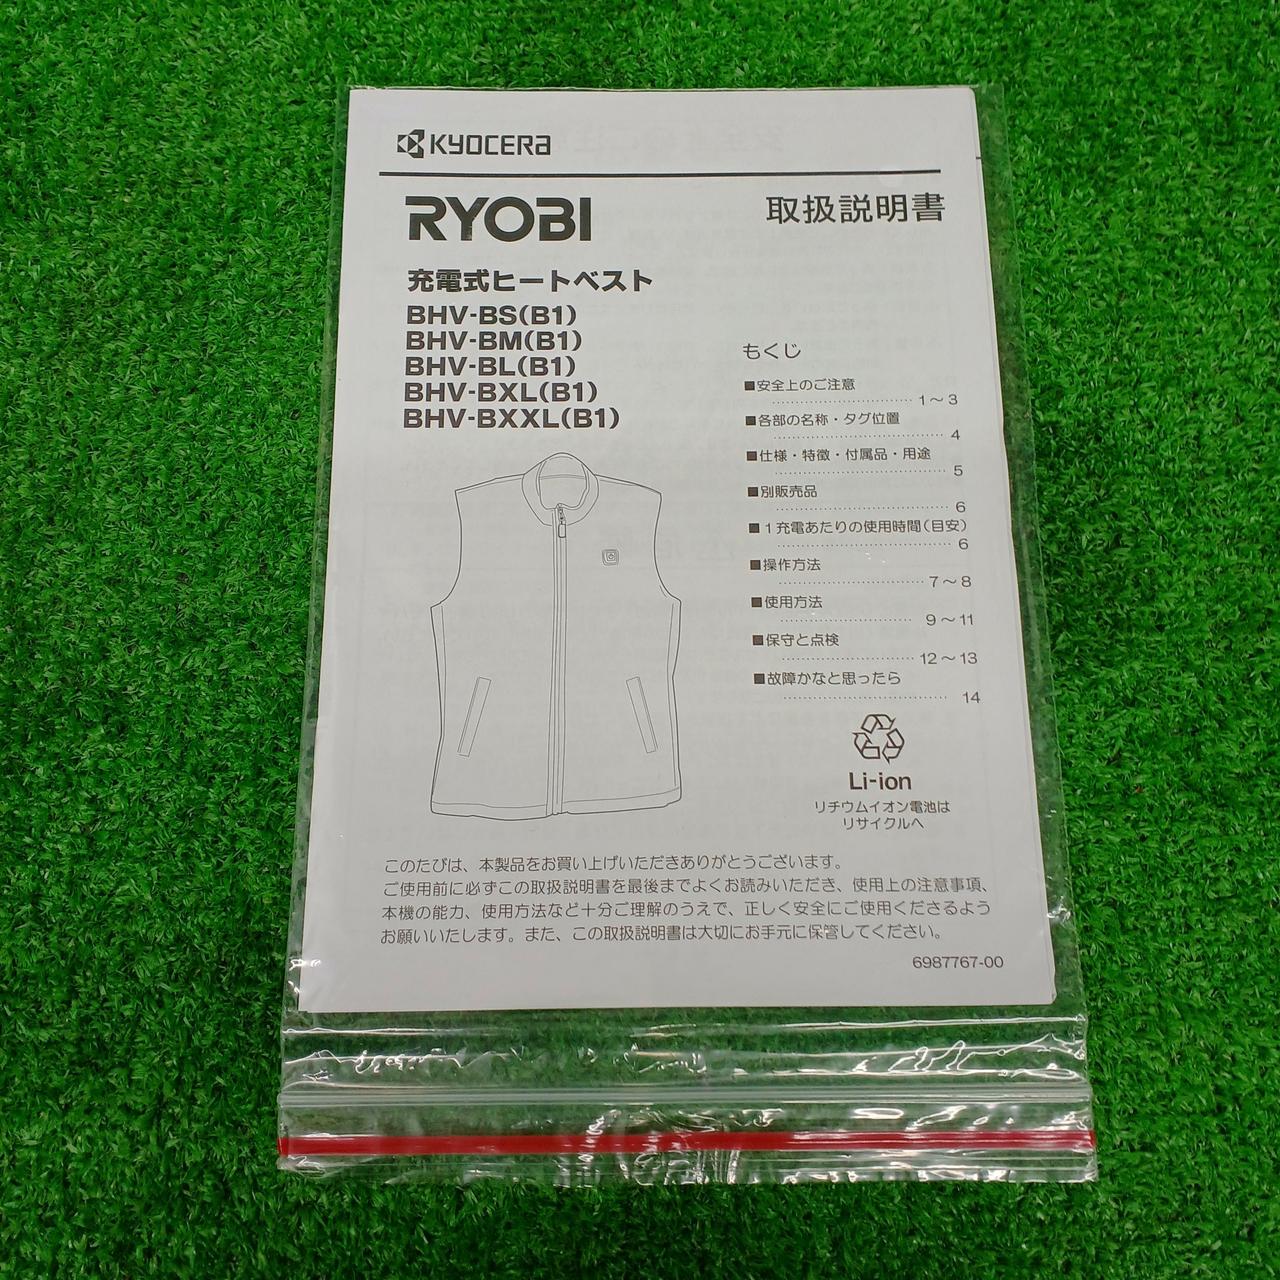 KYOCERA
RYOBI
取扱説明書
充電式ヒートベスト
BHV-BS(B1)
BHV-BM(B1)
BHV-BL(B1)
BHV-BXL(B1)
BHV-BXXL(B1)
もくじ
■安全上のご注意
1～3
■各部の名称・タグ位置
4
■仕様・特徴・付属品・用途
5
■別販売品
6
■1充電あたりの使用時間(目安)
6
■操作方法
7～8
■使用方法
9～11
■保守と点検
12～13
■故障かなと思ったら
14
Li-ion
リチウムイオン電池は
リサイクルへ
このたびは、本製品をお買い上げいただきありがとうございます。
ご使用前に必ずこの取扱説明書を最後までよくお読みいただき、使用上の注意事項、
本機の能力、使用方法など十分ご理解のうえで、正しく安全にご使用くださるよう
お願いいたします。また、この取扱説明書は大切にお手元に保管してください。
6987767-00